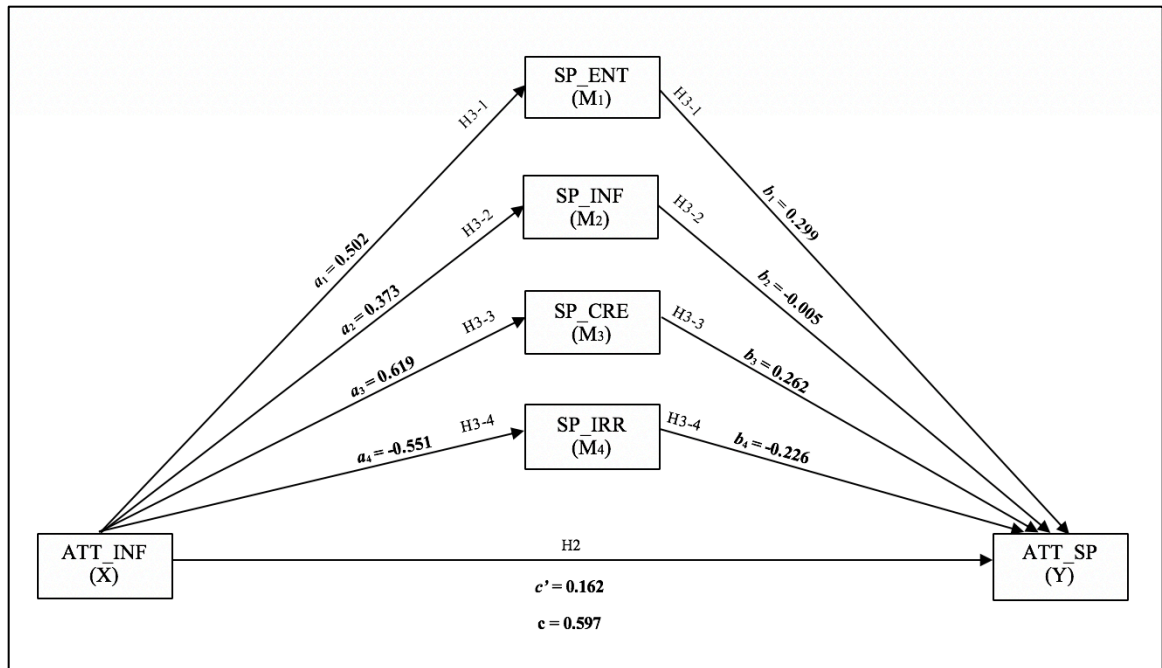 SP_ENT
(M₁)
H3-1
H3-1
a₁ = 0.502
b₁ = 0.299
SP_INF
(M₂)
H3-2
H3-2
a₂ = 0.373
b₂ = -0.005
SP_CRE
(M₃)
H3-3
H3-3
a₃ = 0.619
b₃ = 0.262
SP_IRR
(M₄)
H3-4
H3-4
a₄ = -0.551
b₄ = -0.226
ATT_INF
(X)
H2
c’ = 0.162
c = 0.597
ATT_SP
(Y)